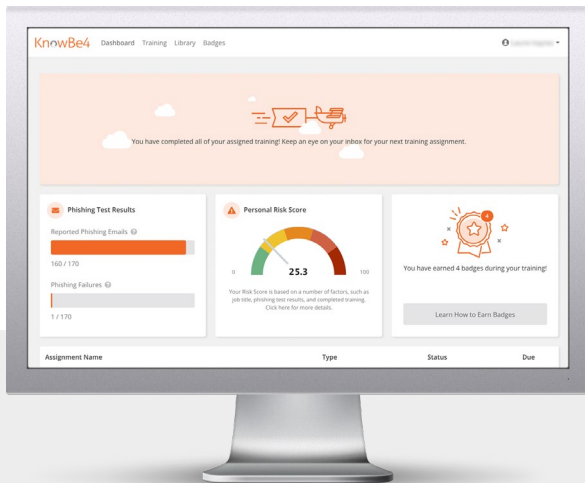 KnowBe4 Dashboard Training Library Badges
You have completed all of your assigned training! Keep an eye on your inbox for your next training assignment.
Phishing Test Results
Reported Phishing Emails
160 / 170
Phishing Failures
1 / 170
Personal Risk Score
0 25.3 100
Your Risk Score is based on a number of factors, such as
job title, phishing test results, and completed training.
Click here for more details.
4
You have earned 4 badges during your training!
Learn How to Earn Badges
Assignment Name Type Status Due